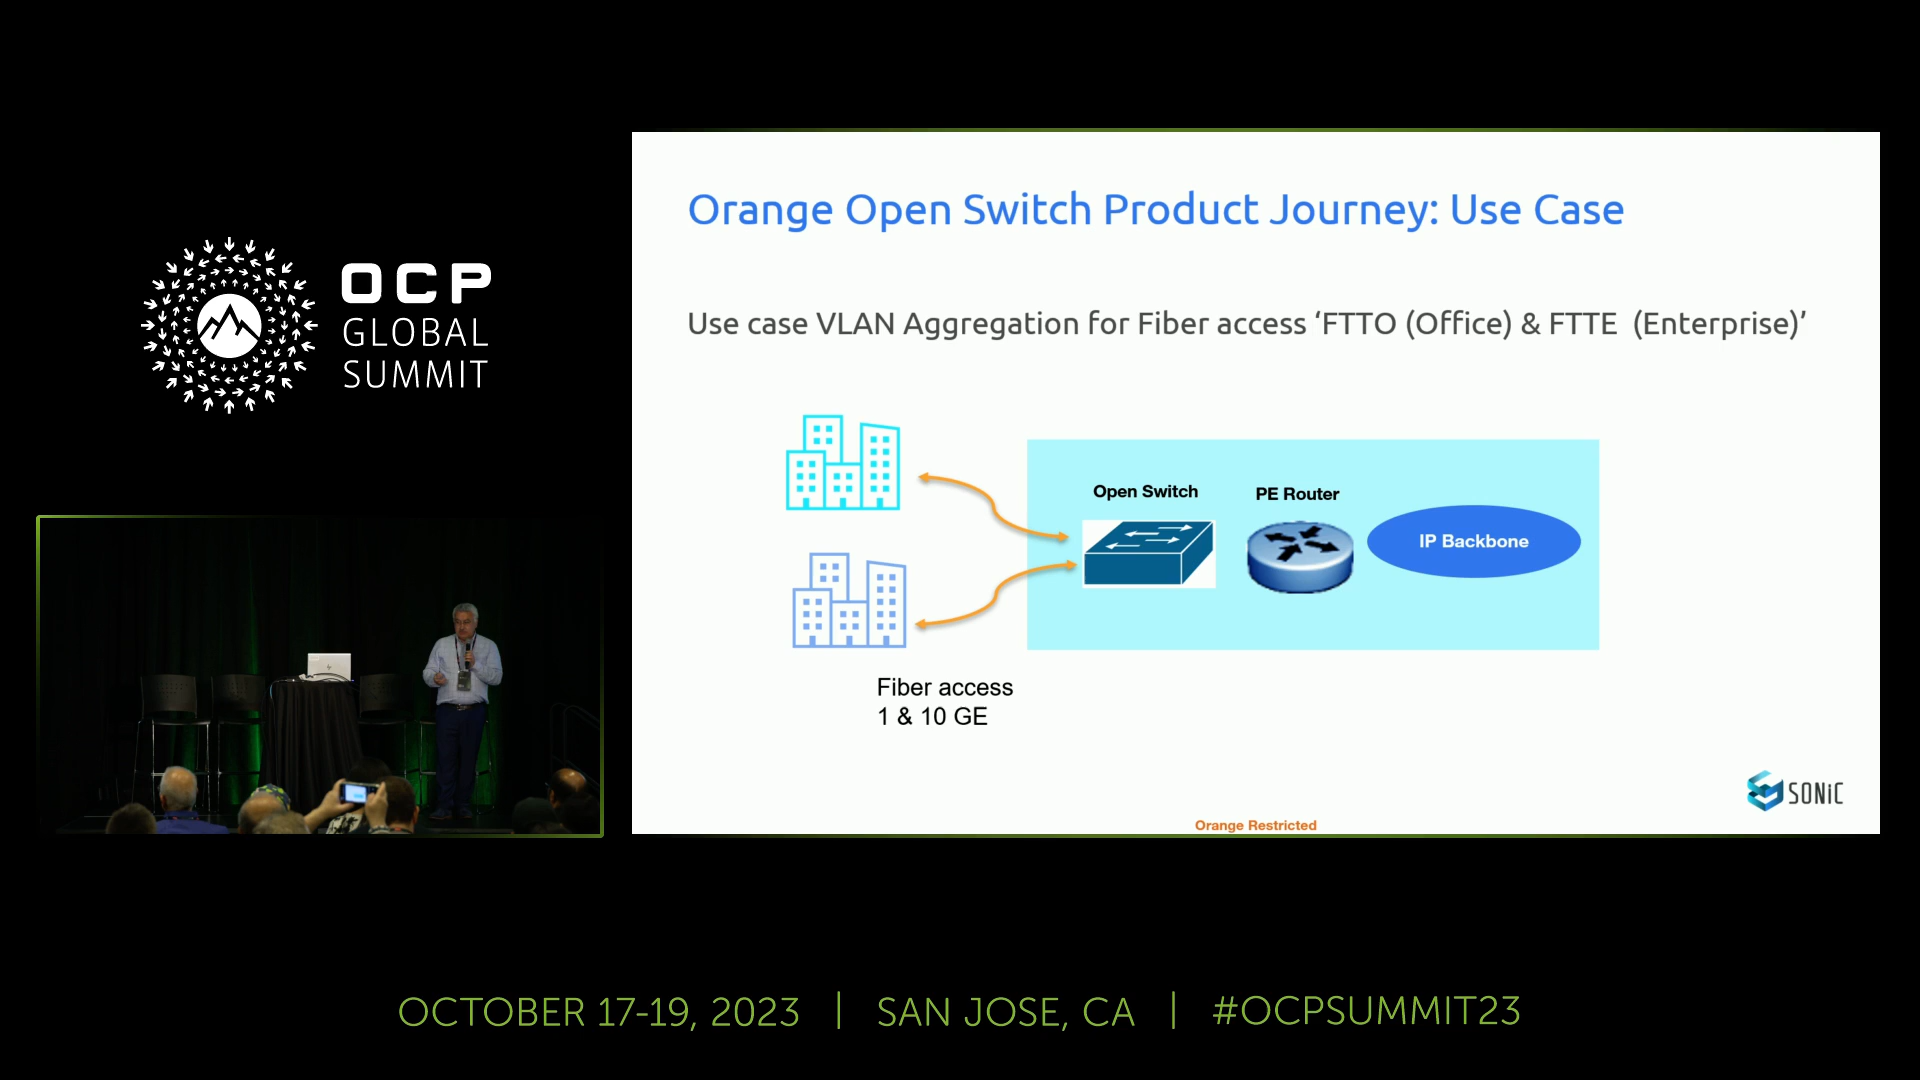 OCP
GLOBAL
SUMMIT
Orange Open Switch Product Journey: Use Case
Use case VLAN Aggregation for Fiber access ‘FTTO (Office) & FTTE (Enterprise)’
Open Switch
PE Router
IP Backbone
Fiber access
1 & 10 GE
SONiC
Orange Restricted
OCTOBER 17-19, 2023 | SAN JOSE, CA | #OCPSUMMIT23